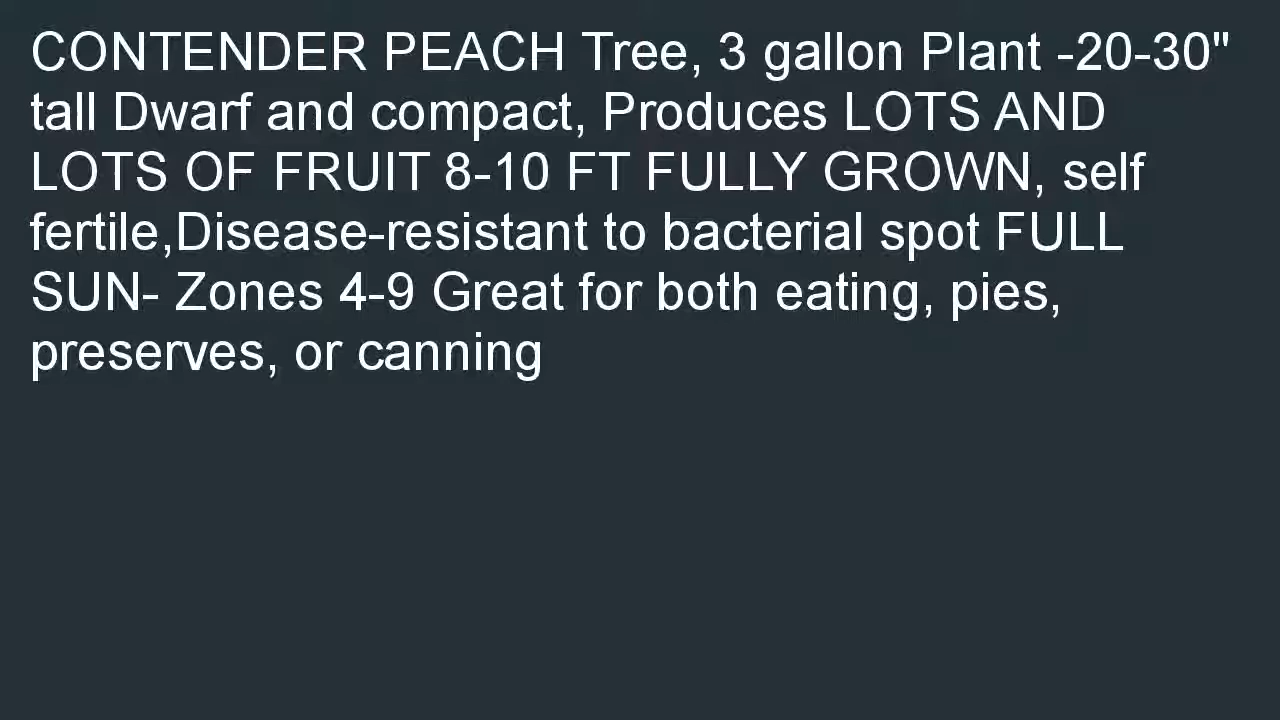 CONTENDER PEACH Tree, 3 gallon Plant -20-30"
tall Dwarf and compact, Produces LOTS AND
LOTS OF FRUIT 8-10 FT FULLY GROWN, self
fertile,Disease-resistant to bacterial spot FULL
SUN- Zones 4-9 Great for both eating, pies,
preserves, or canning